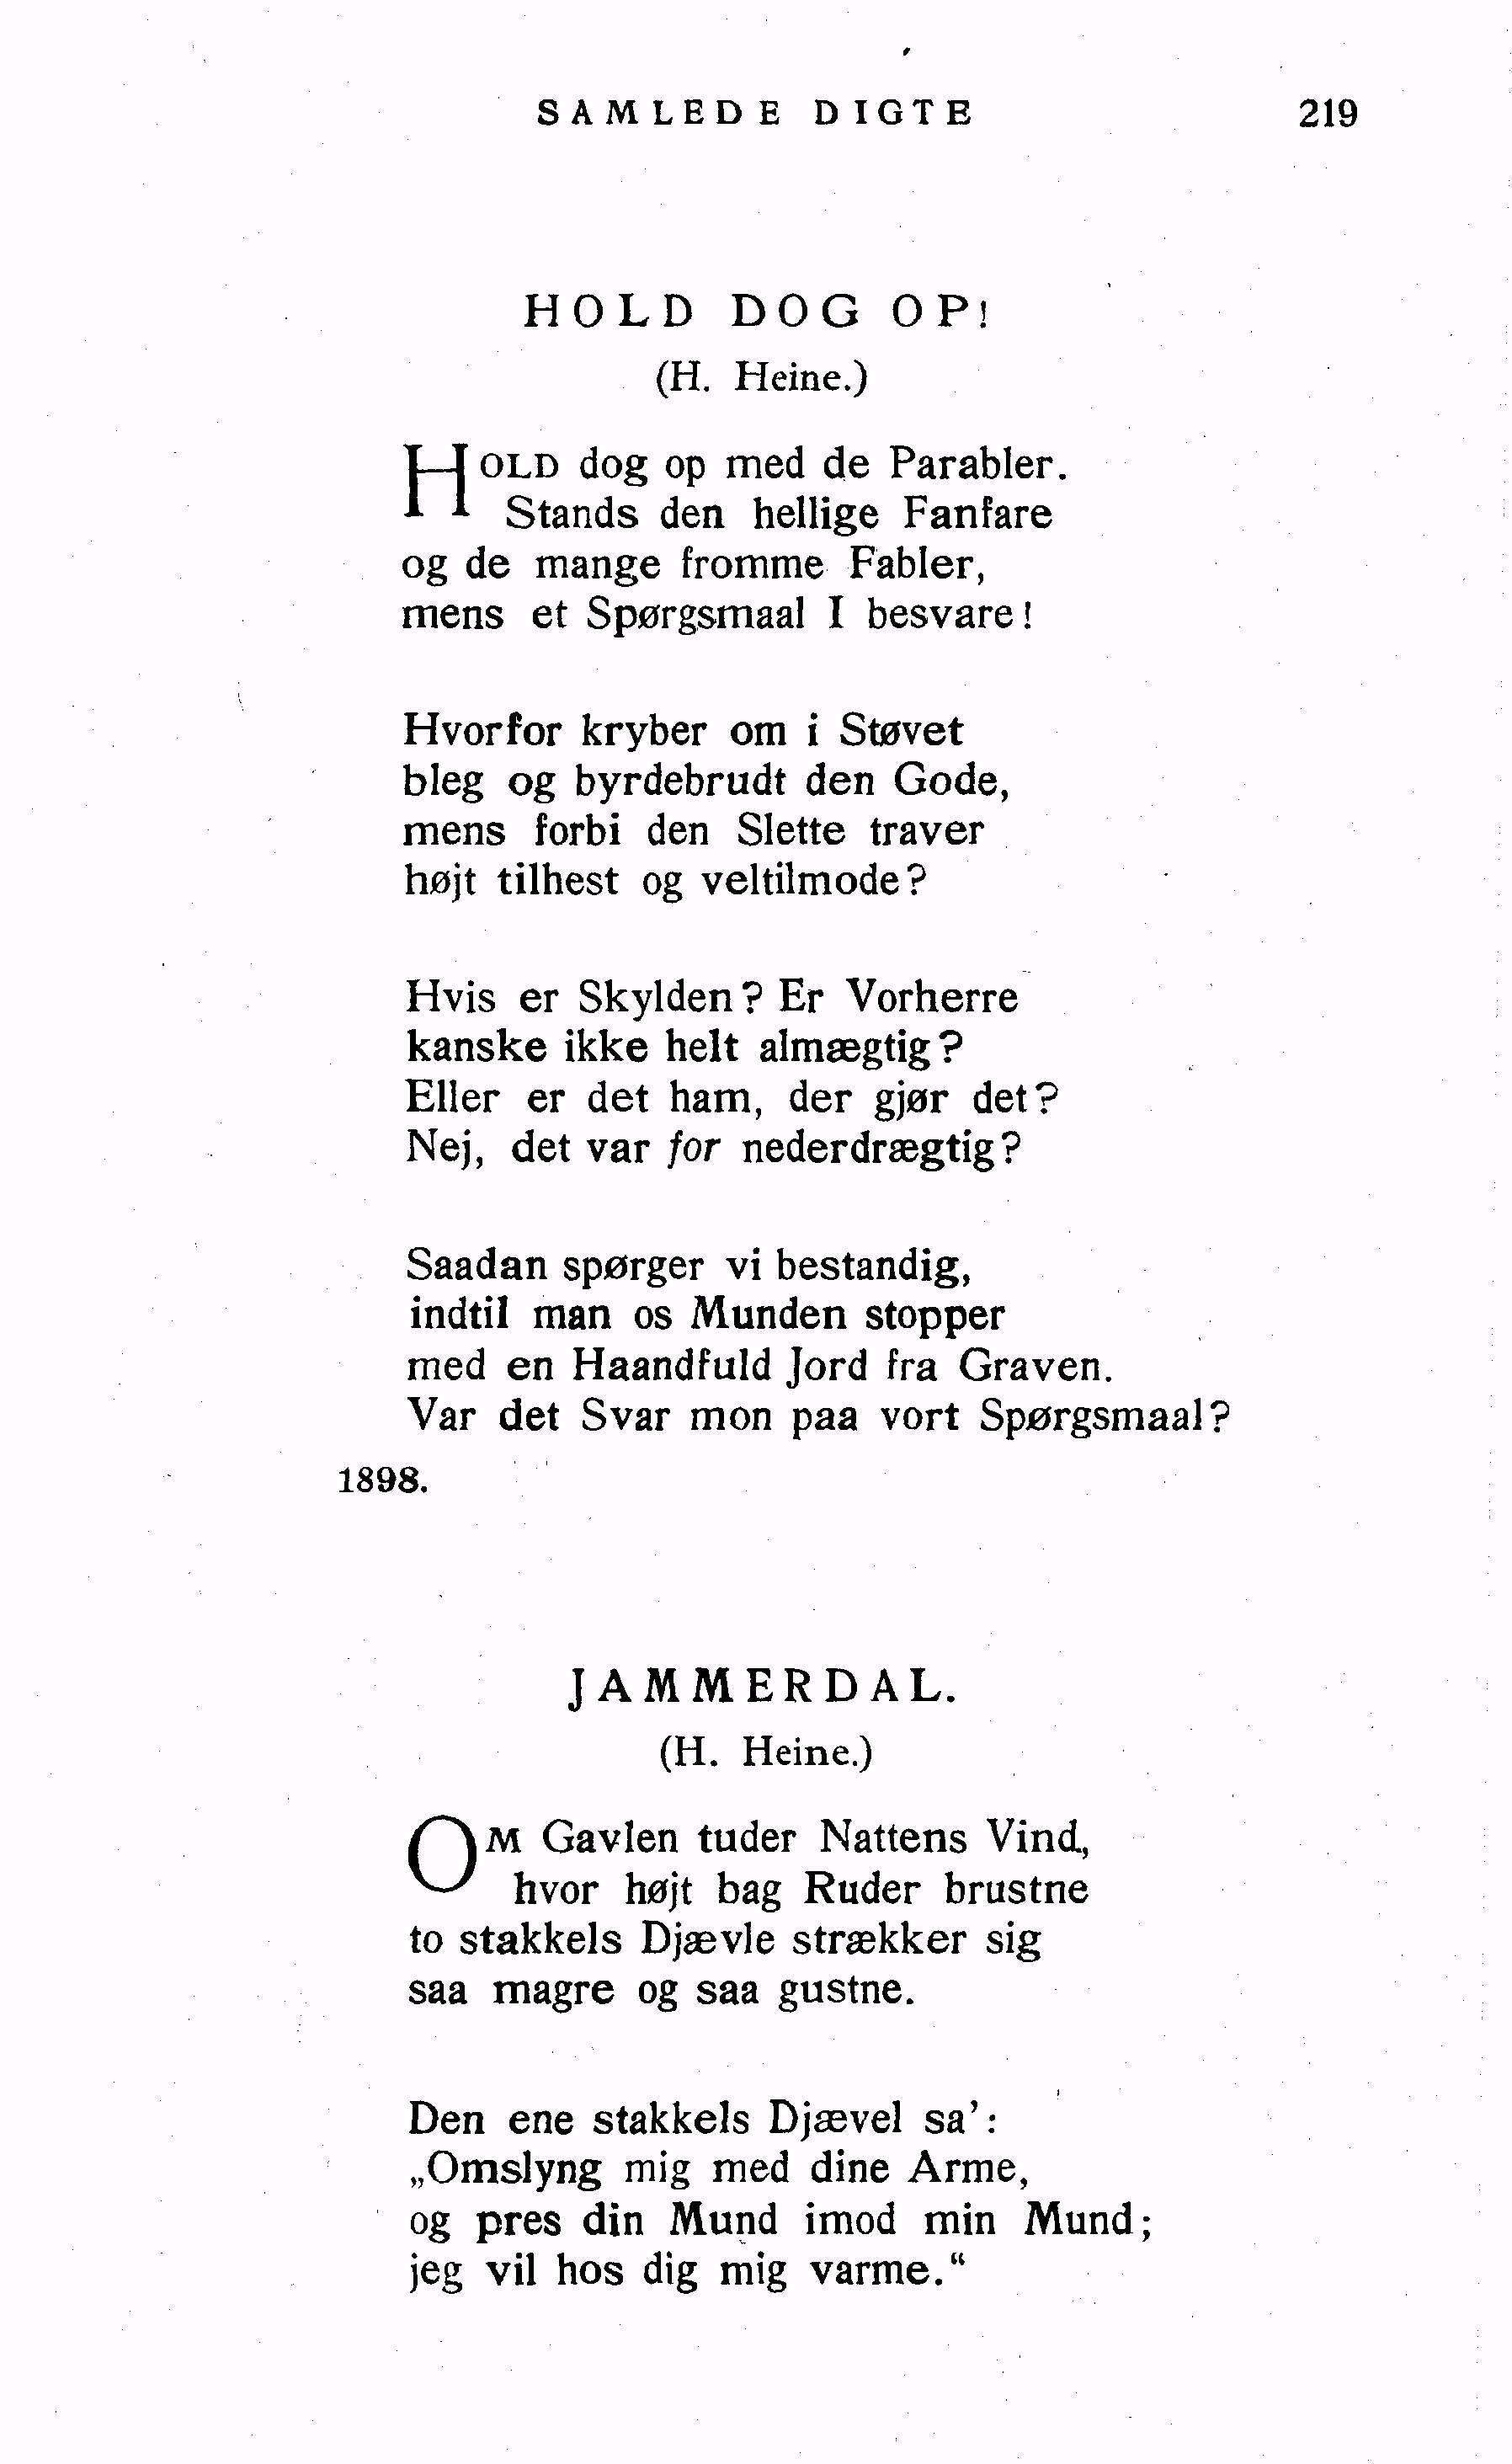 SAMLEDE DIGTE 219
HOLD DOG OP!
(H. Heine.)
HOLD dog op med de Parabler.
Stands den hellige Fanfare
og de mange fromme Fabler,
mens et Spørgsmaal I besvare!
Hvorfor kryber om i Støvet
bleg og byrdebrudt den Gode,
mens forbi den Slette traver
højt tilhest og veltilmode?
Hvis er Skylden? Er Vorherre
kanske ikke helt almægtig?
Eller er det ham, der gjør det?
Nej, det var for nederdrægtig?
Saadan spørger vi bestandig,
indtil man os Munden stopper
med en Haandfuld Jord fra Graven.
Var det Svar mon paa vort Spørgsmaal?
1898.
JAMMERDAL.
(H. Heine.)
OM Gavlen tuder Nattens Vind,
hvor højt bag Ruder brustne
to stakkels Djævle strækker sig
saa magre og saa gustne.
Den ene stakkels Djævel sa':
„Omslyng mig med dine Arme,
og pres din Mund imod min Mund;
jeg vil hos dig mig varme.“